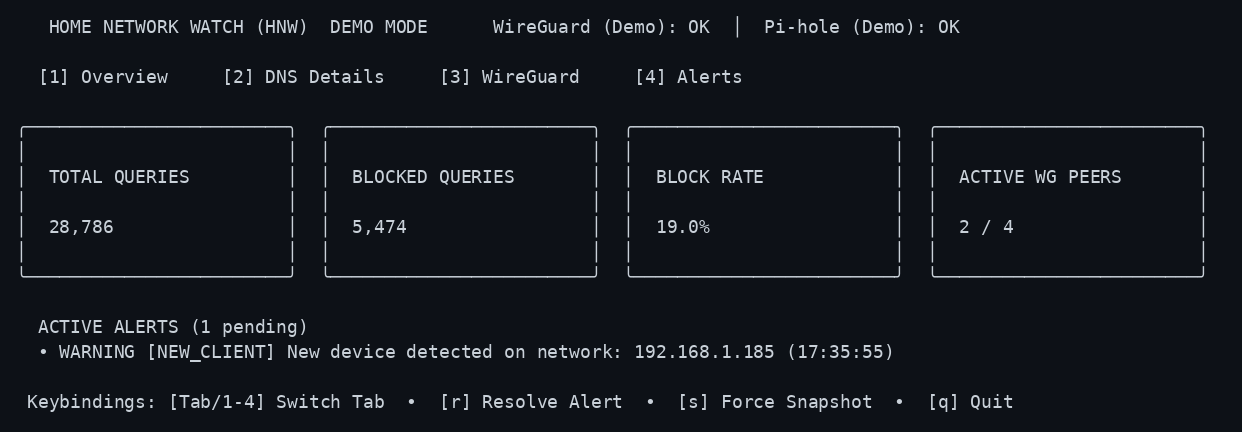 HOME NETWORK WATCH (HNW)  DEMO MODE      WireGuard (Demo): OK  │  Pi-hole (Demo): OK
[1] Overview     [2] DNS Details     [3] WireGuard     [4] Alerts
TOTAL QUERIES     BLOCKED QUERIES     BLOCK RATE     ACTIVE WG PEERS
28,786     5,474     19.0%     2 / 4
ACTIVE ALERTS (1 pending)
• WARNING [NEW_CLIENT] New device detected on network: 192.168.1.185 (17:35:55)
Keybindings: [Tab/1-4] Switch Tab  •  [r] Resolve Alert  •  [s] Force Snapshot  •  [q] Quit